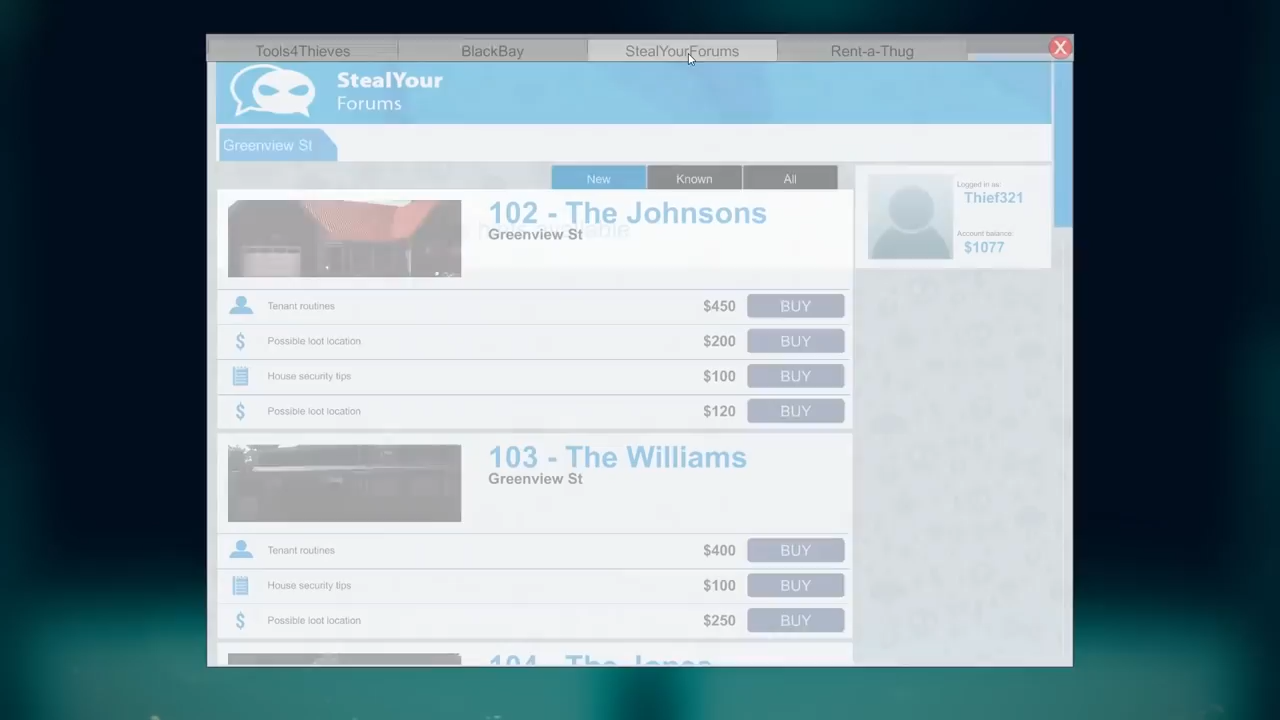 Tools4Thieves
BlackBay
StealYourForums
Rent-a-Thug
X
StealYour
Forums
Greenview St
New
Known
All
Logged in as:
Thief321
Account balance:
$1077
102 - The Johnsons
Greenview St
Tenant routines $450 BUY
Possible loot location $200 BUY
House security tips $100 BUY
Possible loot location $120 BUY
103 - The Williams
Greenview St
Tenant routines $400 BUY
House security tips $100 BUY
Possible loot location $250 BUY
104 - The Jones